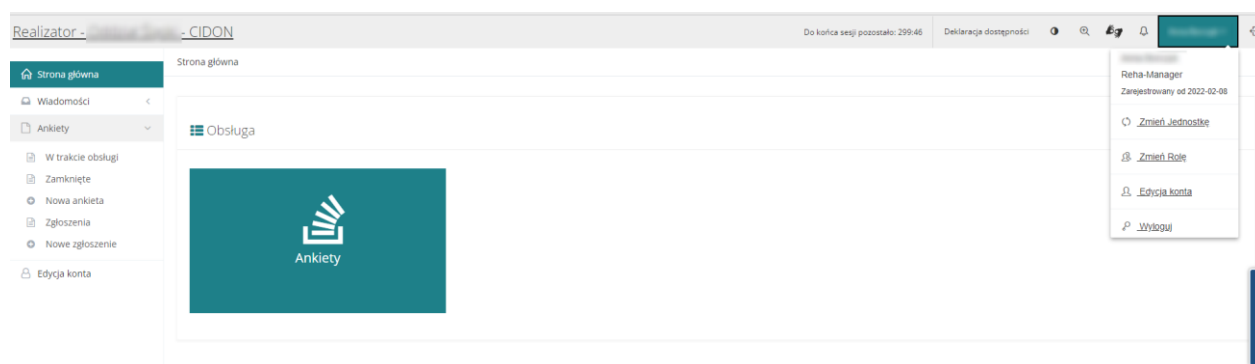 Realizator - - CIDON
Do końca sesji pozostało: 299:46
Deklaracja dostępności
Strona główna
Wiadomości
Ankiety
W trakcie obsługi
Zamknięte
Nowa ankieta
Zgłoszenia
Nowe zgłoszenie
Edycja konta
Strona główna
Obsługa
Ankiety
Reha-Manager
Zarejestrowany od 2022-02-08
Zmień Jednostkę
Zmień Rolę
Edycja konta
Wyloguj